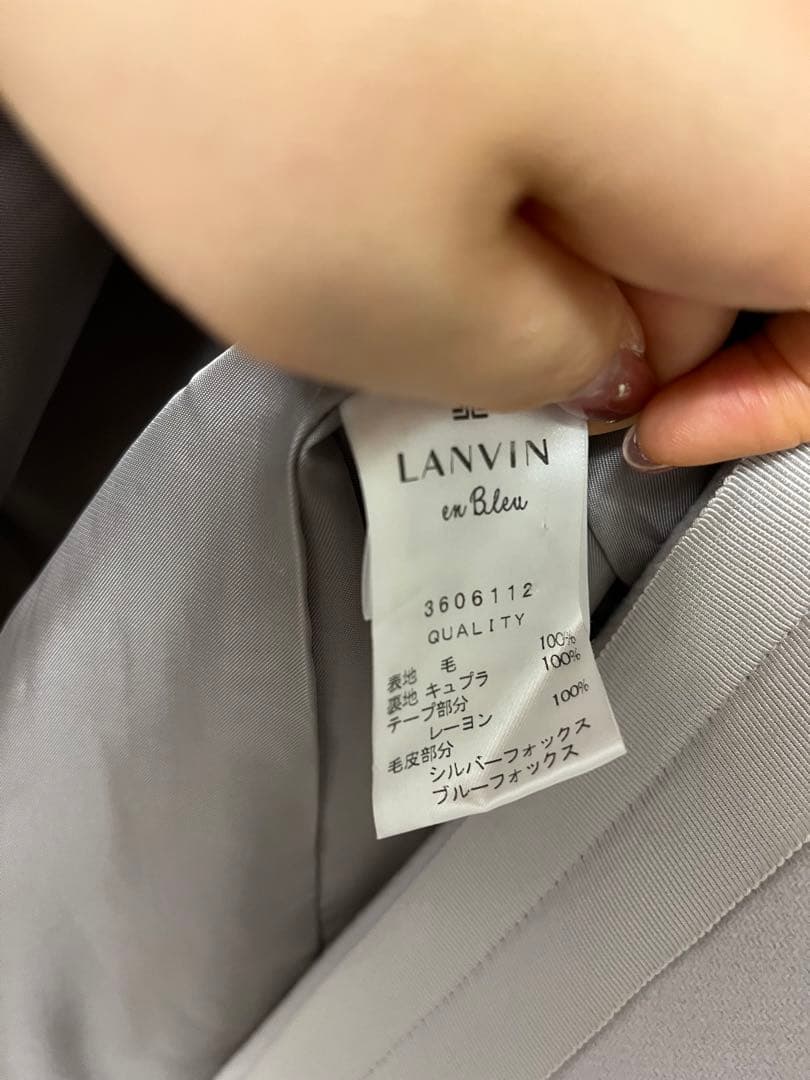 LANVIN
en Bleu
3606112
QUALITY
表地 毛 100%
裏地 キュプラ 100%
テープ部分
レーヨン 100%
毛皮部分
シルバーフォックス
ブルーフォックス